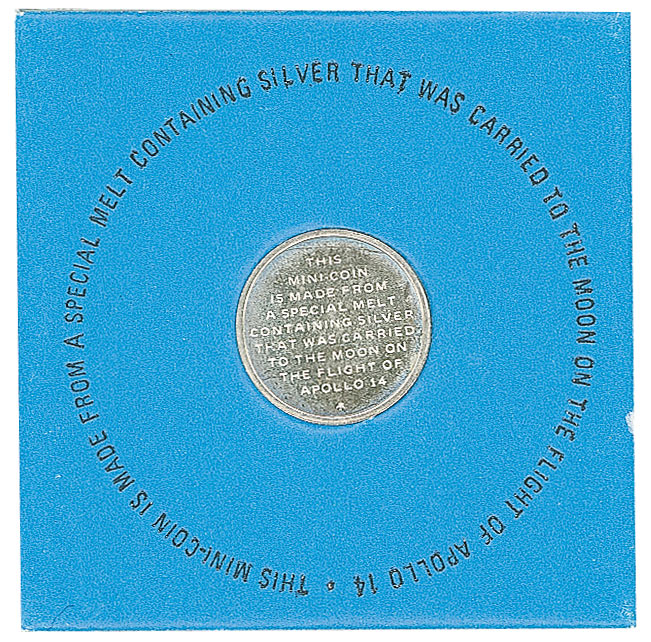 THIS MINI-COIN IS MADE FROM A SPECIAL MELT CONTAINING SILVER THAT WAS CARRIED TO THE MOON ON THE FLIGHT OF APOLLO 14 •
THIS
MINI-COIN
IS MADE FROM
A SPECIAL MELT
CONTAINING SILVER
THAT WAS CARRIED
TO THE MOON ON
THE FLIGHT OF
APOLLO 14